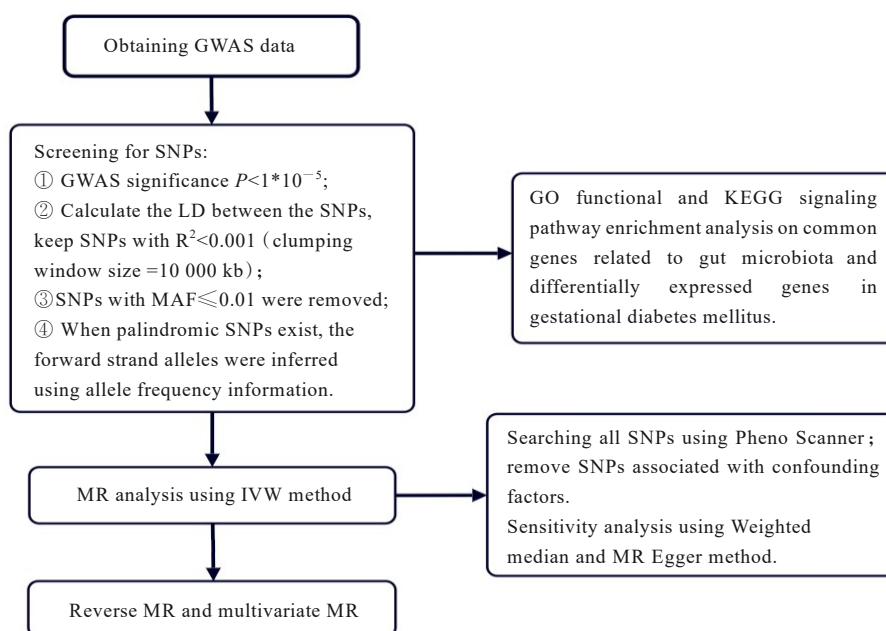 Obtaining GWAS data
Screening for SNPs:
① GWAS significance P<1*10⁻⁵;
② Calculate the LD between the SNPs,
keep SNPs with R²<0.001（clumping
window size =10 000 kb）;
③SNPs with MAF≤0.01 were removed;
④ When palindromic SNPs exist, the
forward strand alleles were inferred
using allele frequency information.
GO functional and KEGG signaling
pathway enrichment analysis on common
genes related to gut microbiota and
differentially expressed genes in
gestational diabetes mellitus.
MR analysis using IVW method
Searching all SNPs using Pheno Scanner；
remove SNPs associated with confounding
factors.
Sensitivity analysis using Weighted
median and MR Egger method.
Reverse MR and multivariate MR